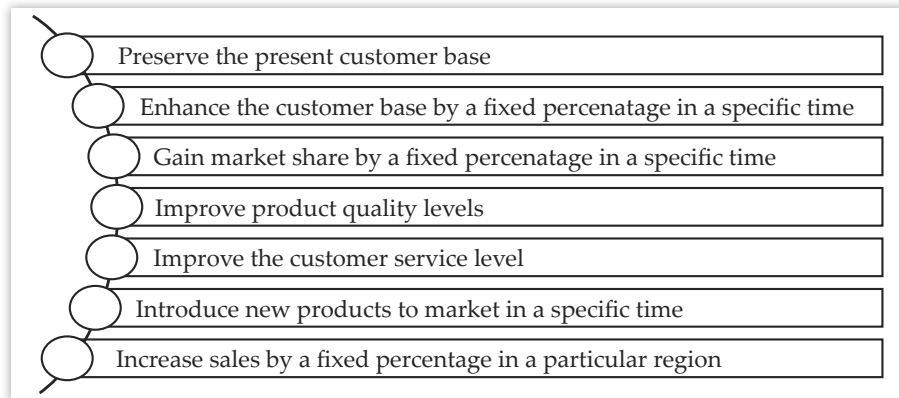 Preserve the present customer base
Enhance the customer base by a fixed percenatage in a specific time
Gain market share by a fixed percenatage in a specific time
Improve product quality levels
Improve the customer service level
Introduce new products to market in a specific time
Increase sales by a fixed percentage in a particular region